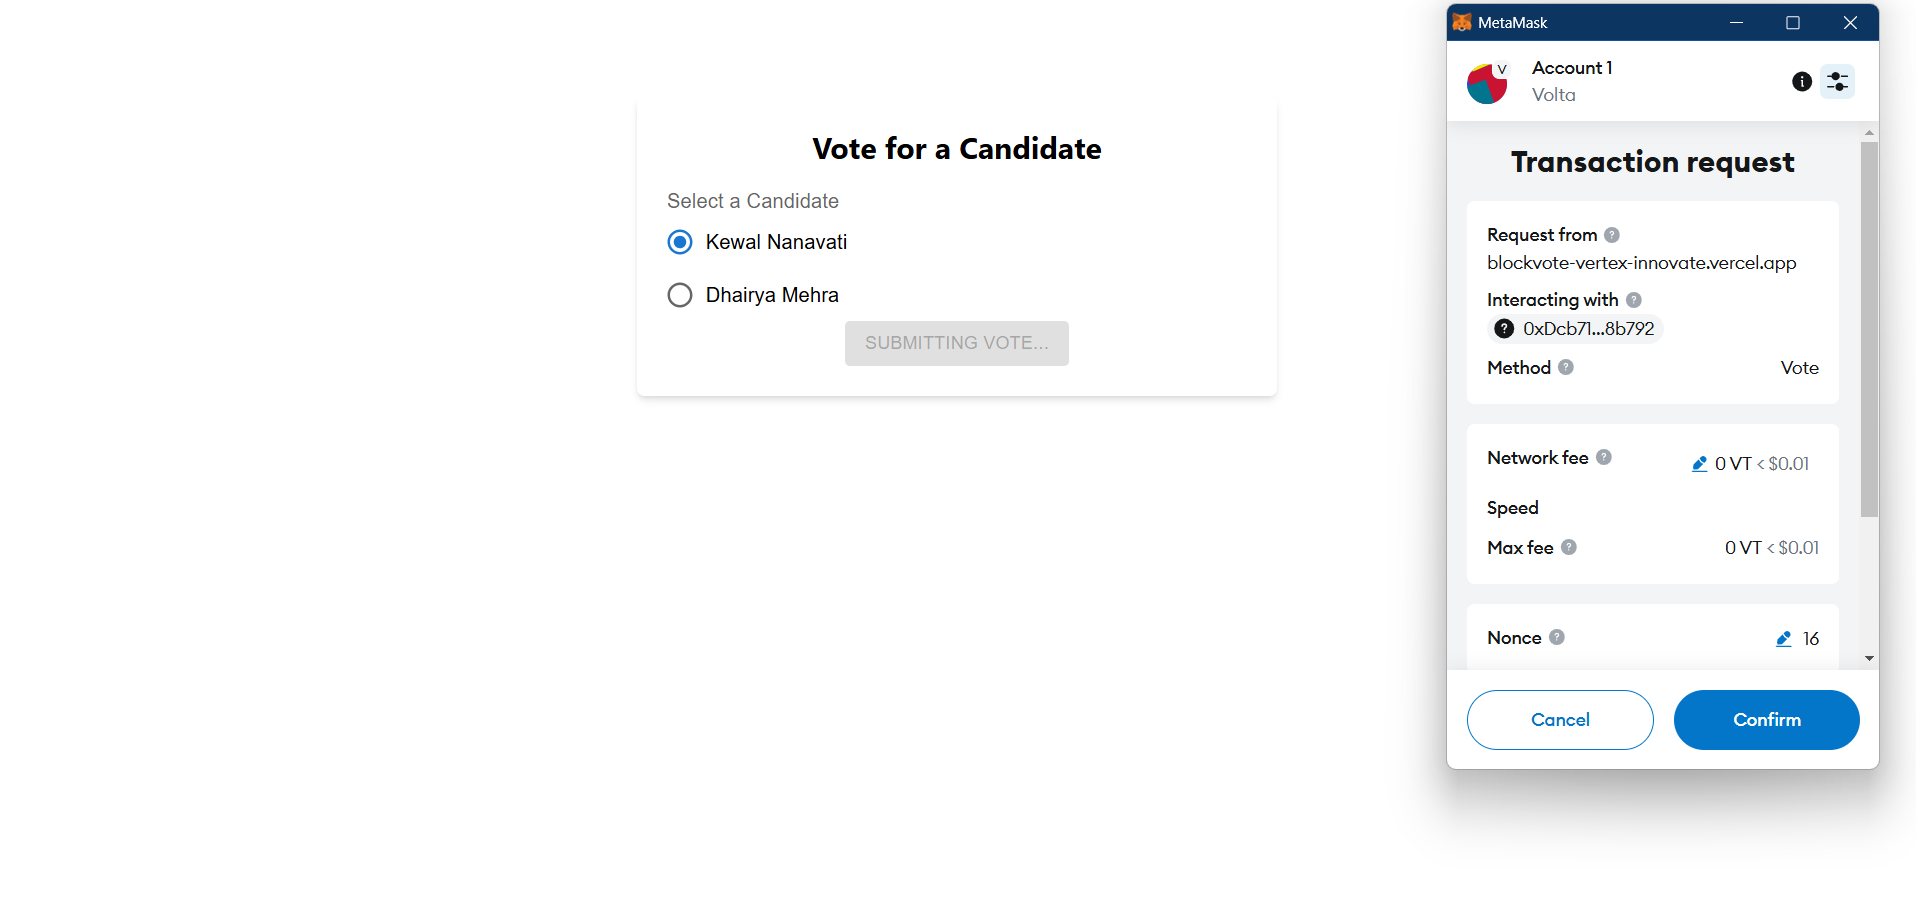 Vote for a Candidate
Select a Candidate
Kewal Nanavati
Dhairya Mehra
SUBMITTING VOTE...
MetaMask
V
Account 1
Volta
Transaction request
Request from ?
blockvote-vertex-innovate.vercel.app
Interacting with ?
? 0xDcb71...8b792
Method ? Vote
Network fee ? 0 VT < $0.01
Speed
Max fee ? 0 VT < $0.01
Nonce ? 16
Cancel Confirm